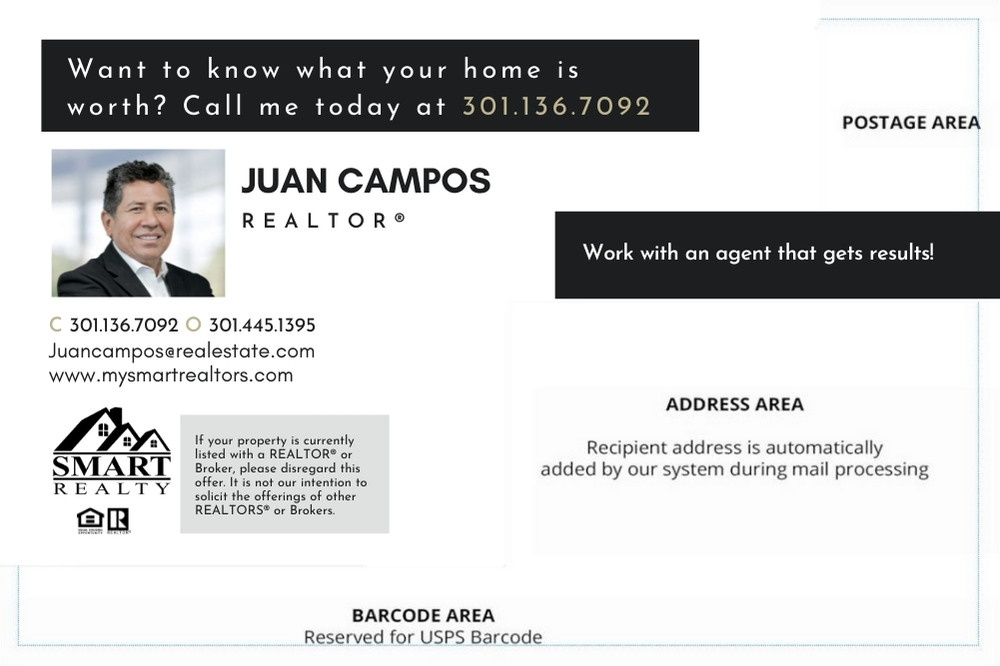 Want to know what your home is
worth? Call me today at 301.136.7092
POSTAGE AREA
JUAN CAMPOS
REALTOR®
Work with an agent that gets results!
C 301.136.7092 O 301.445.1395
Juancampos@realestate.com
www.mysmartrealtors.com
ADDRESS AREA
Recipient address is automatically
added by our system during mail processing
SMART
REALTY
If your property is currently
listed with a REALTOR® or
Broker, please disregard this
offer. It is not our intention to
solicit the offerings of other
REALTORS® or Brokers.
BARCODE AREA
Reserved for USPS Barcode